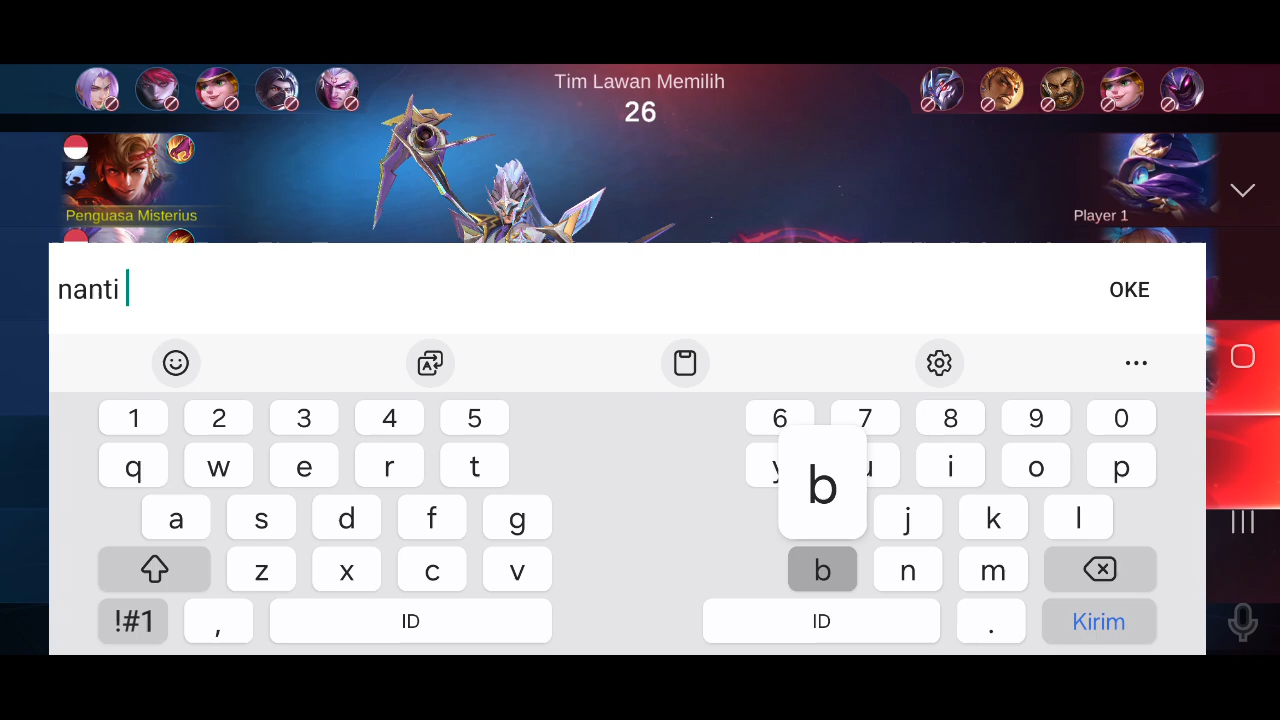 Tim Lawan Memilih
26
Penguasa Misterius
Player 1
nanti
OKE
1 2 3 4 5 6 7 8 9 0
q w e r t y u i o p
b
a s d f g j k l
z x c v b n m
!#1 , ID ID . Kirim